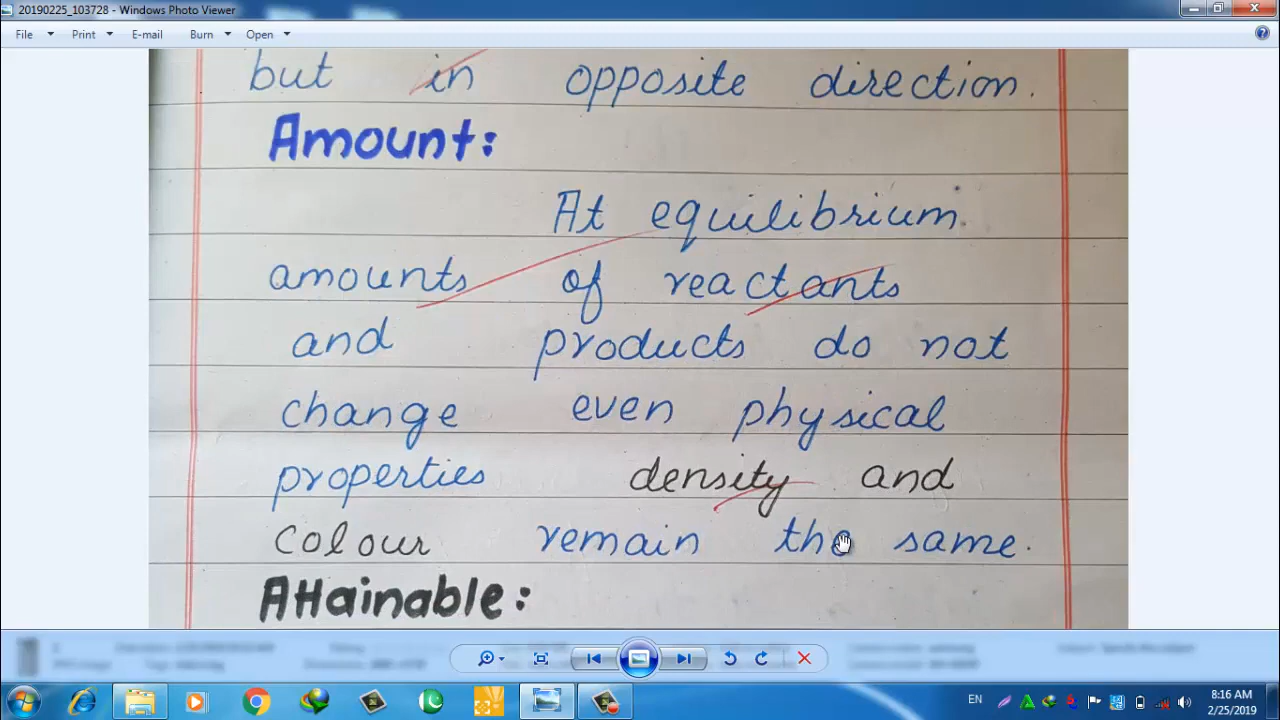 20190225_103728 - Windows Photo Viewer
File Print E-mail Burn Open
but in opposite direction.
Amount:
At equilibrium
amounts of reactants
and products do not
change even physical
properties density and
colour remain the same.
Attainable:
EN
8:16 AM
2/25/2019